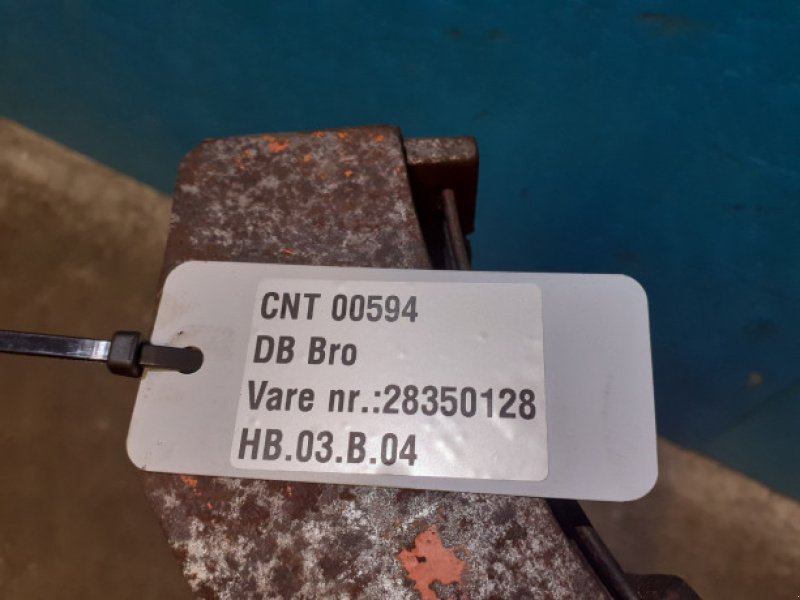 CNT 00594
DB Bro
Vare nr.:28350128
HB.03.B.04